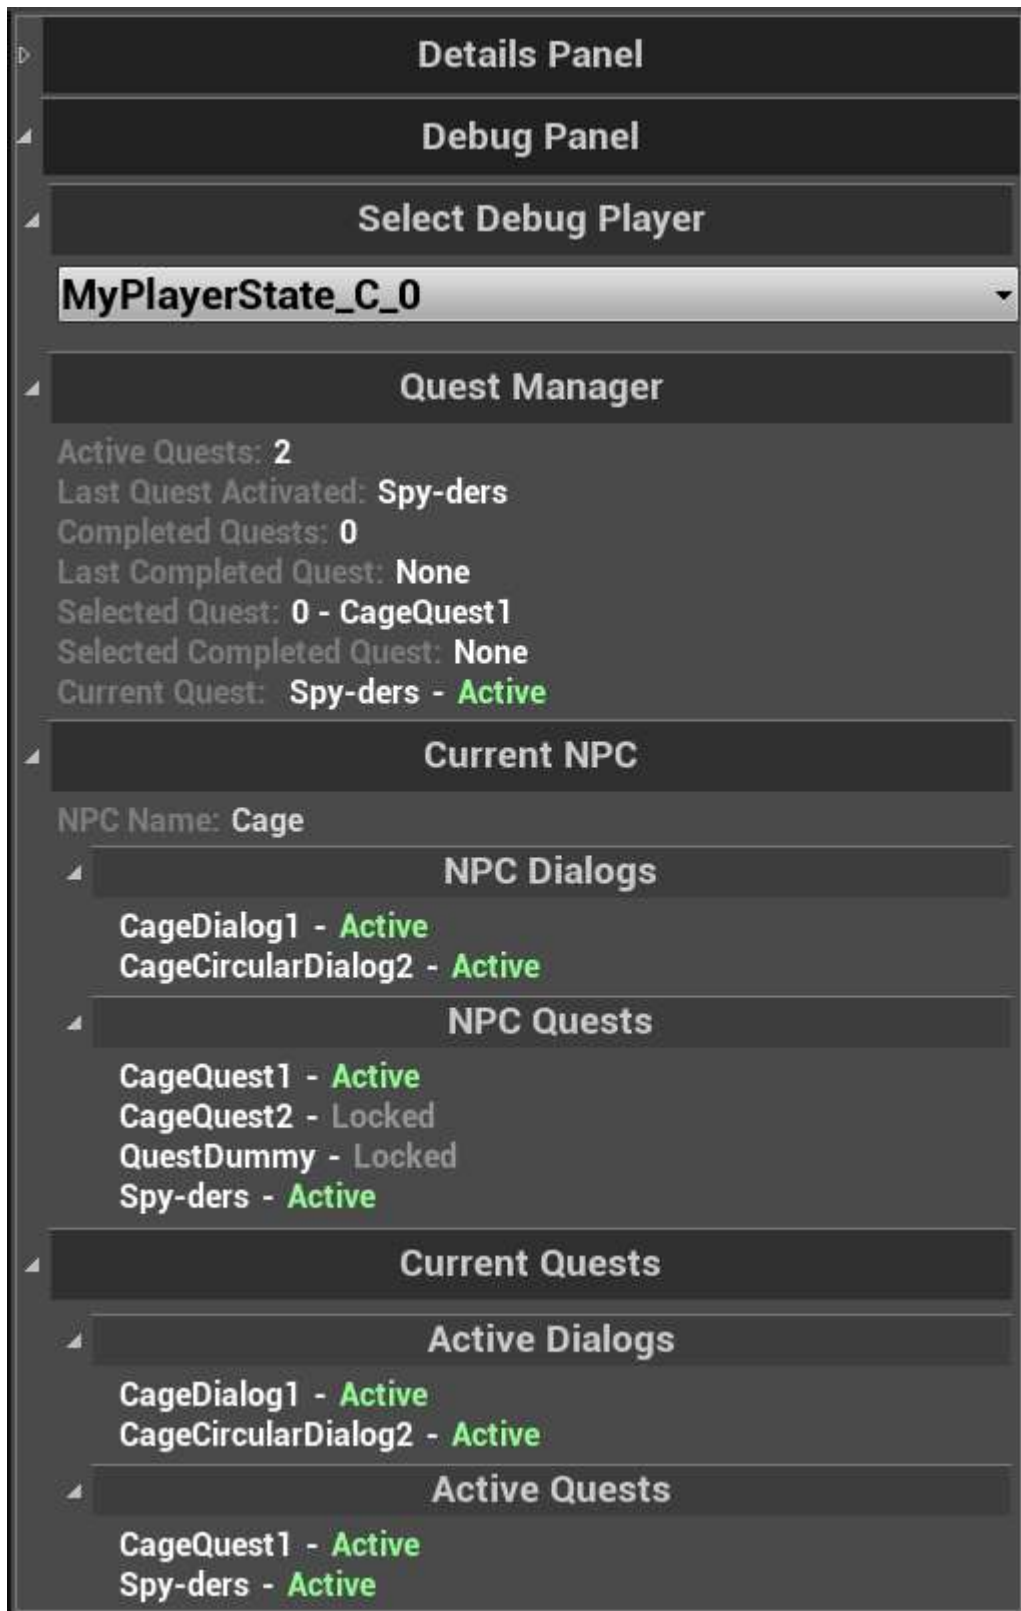 Details Panel
Debug Panel
Select Debug Player
MyPlayerState_C_0
Quest Manager
Active Quests: 2
Last Quest Activated: Spy-ders
Completed Quests: 0
Last Completed Quest: None
Selected Quest: 0 - CageQuest1
Selected Completed Quest: None
Current Quest: Spy-ders - Active
Current NPC
NPC Name: Cage
NPC Dialogs
CageDialog1 - Active
CageCircularDialog2 - Active
NPC Quests
CageQuest1 - Active
CageQuest2 - Locked
QuestDummy - Locked
Spy-ders - Active
Current Quests
Active Dialogs
CageDialog1 - Active
CageCircularDialog2 - Active
Active Quests
CageQuest1 - Active
Spy-ders - Active